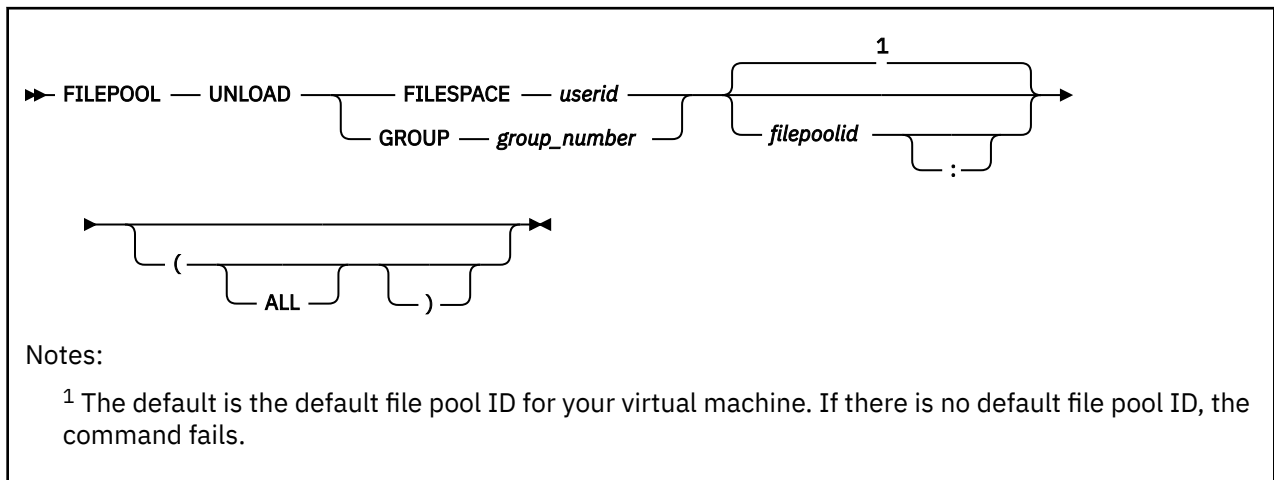 1
FILEPOOL UNLOAD FILESPACE userid
GROUP group_number filepoolid
:
(
ALL )
Notes:
1 The default is the default file pool ID for your virtual machine. If there is no default file pool ID, the
command fails.